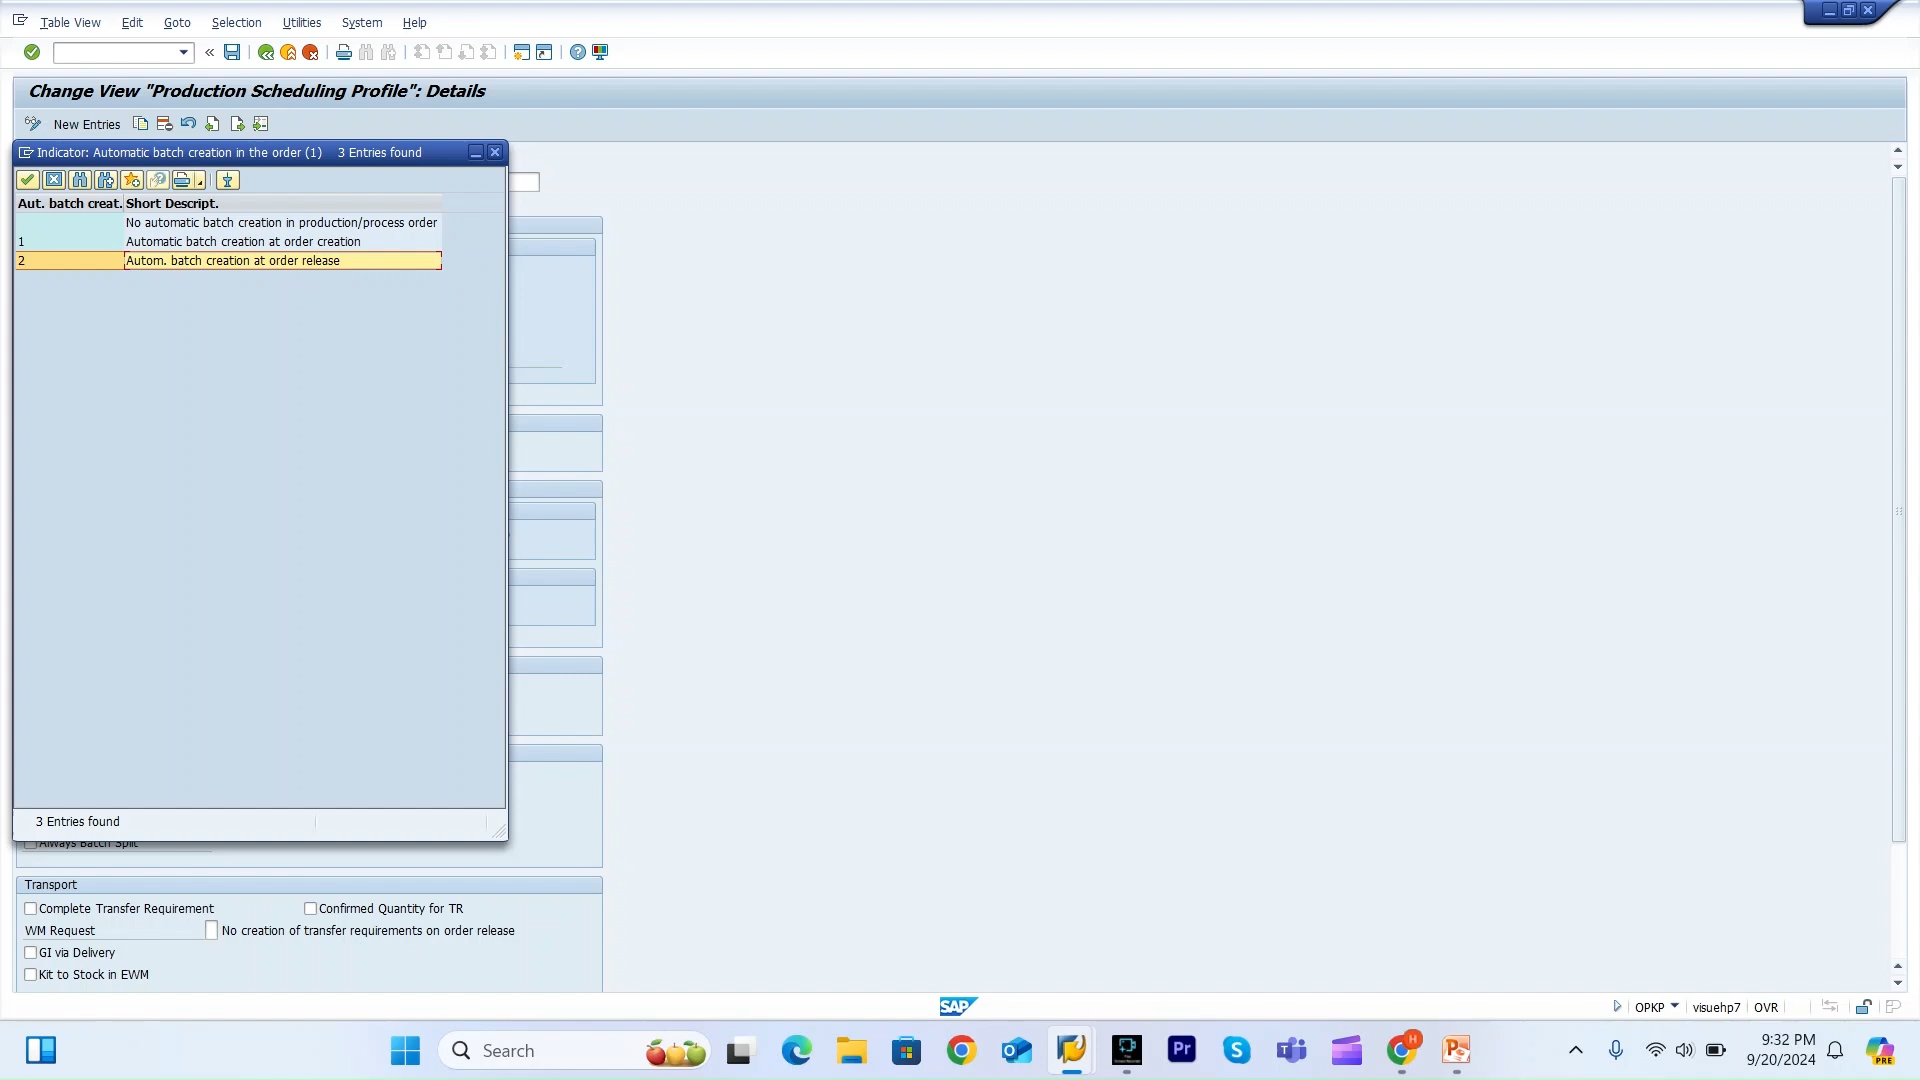 Table View Edit Goto Selection Utilities System Help
Change View "Production Scheduling Profile": Details
New Entries
Indicator: Automatic batch creation in the order (1) 3 Entries found
Aut. batch creat. Short Descript.
No automatic batch creation in production/process order
1 Automatic batch creation at order creation
2 Autom. batch creation at order release
3 Entries found
Always Batch Split
Transport
Complete Transfer Requirement Confirmed Quantity for TR
WM Request No creation of transfer requirements on order release
GI via Delivery
Kit to Stock in EWM
SAP OPKP visuehp7 OVR
Search
9:32 PM
9/20/2024